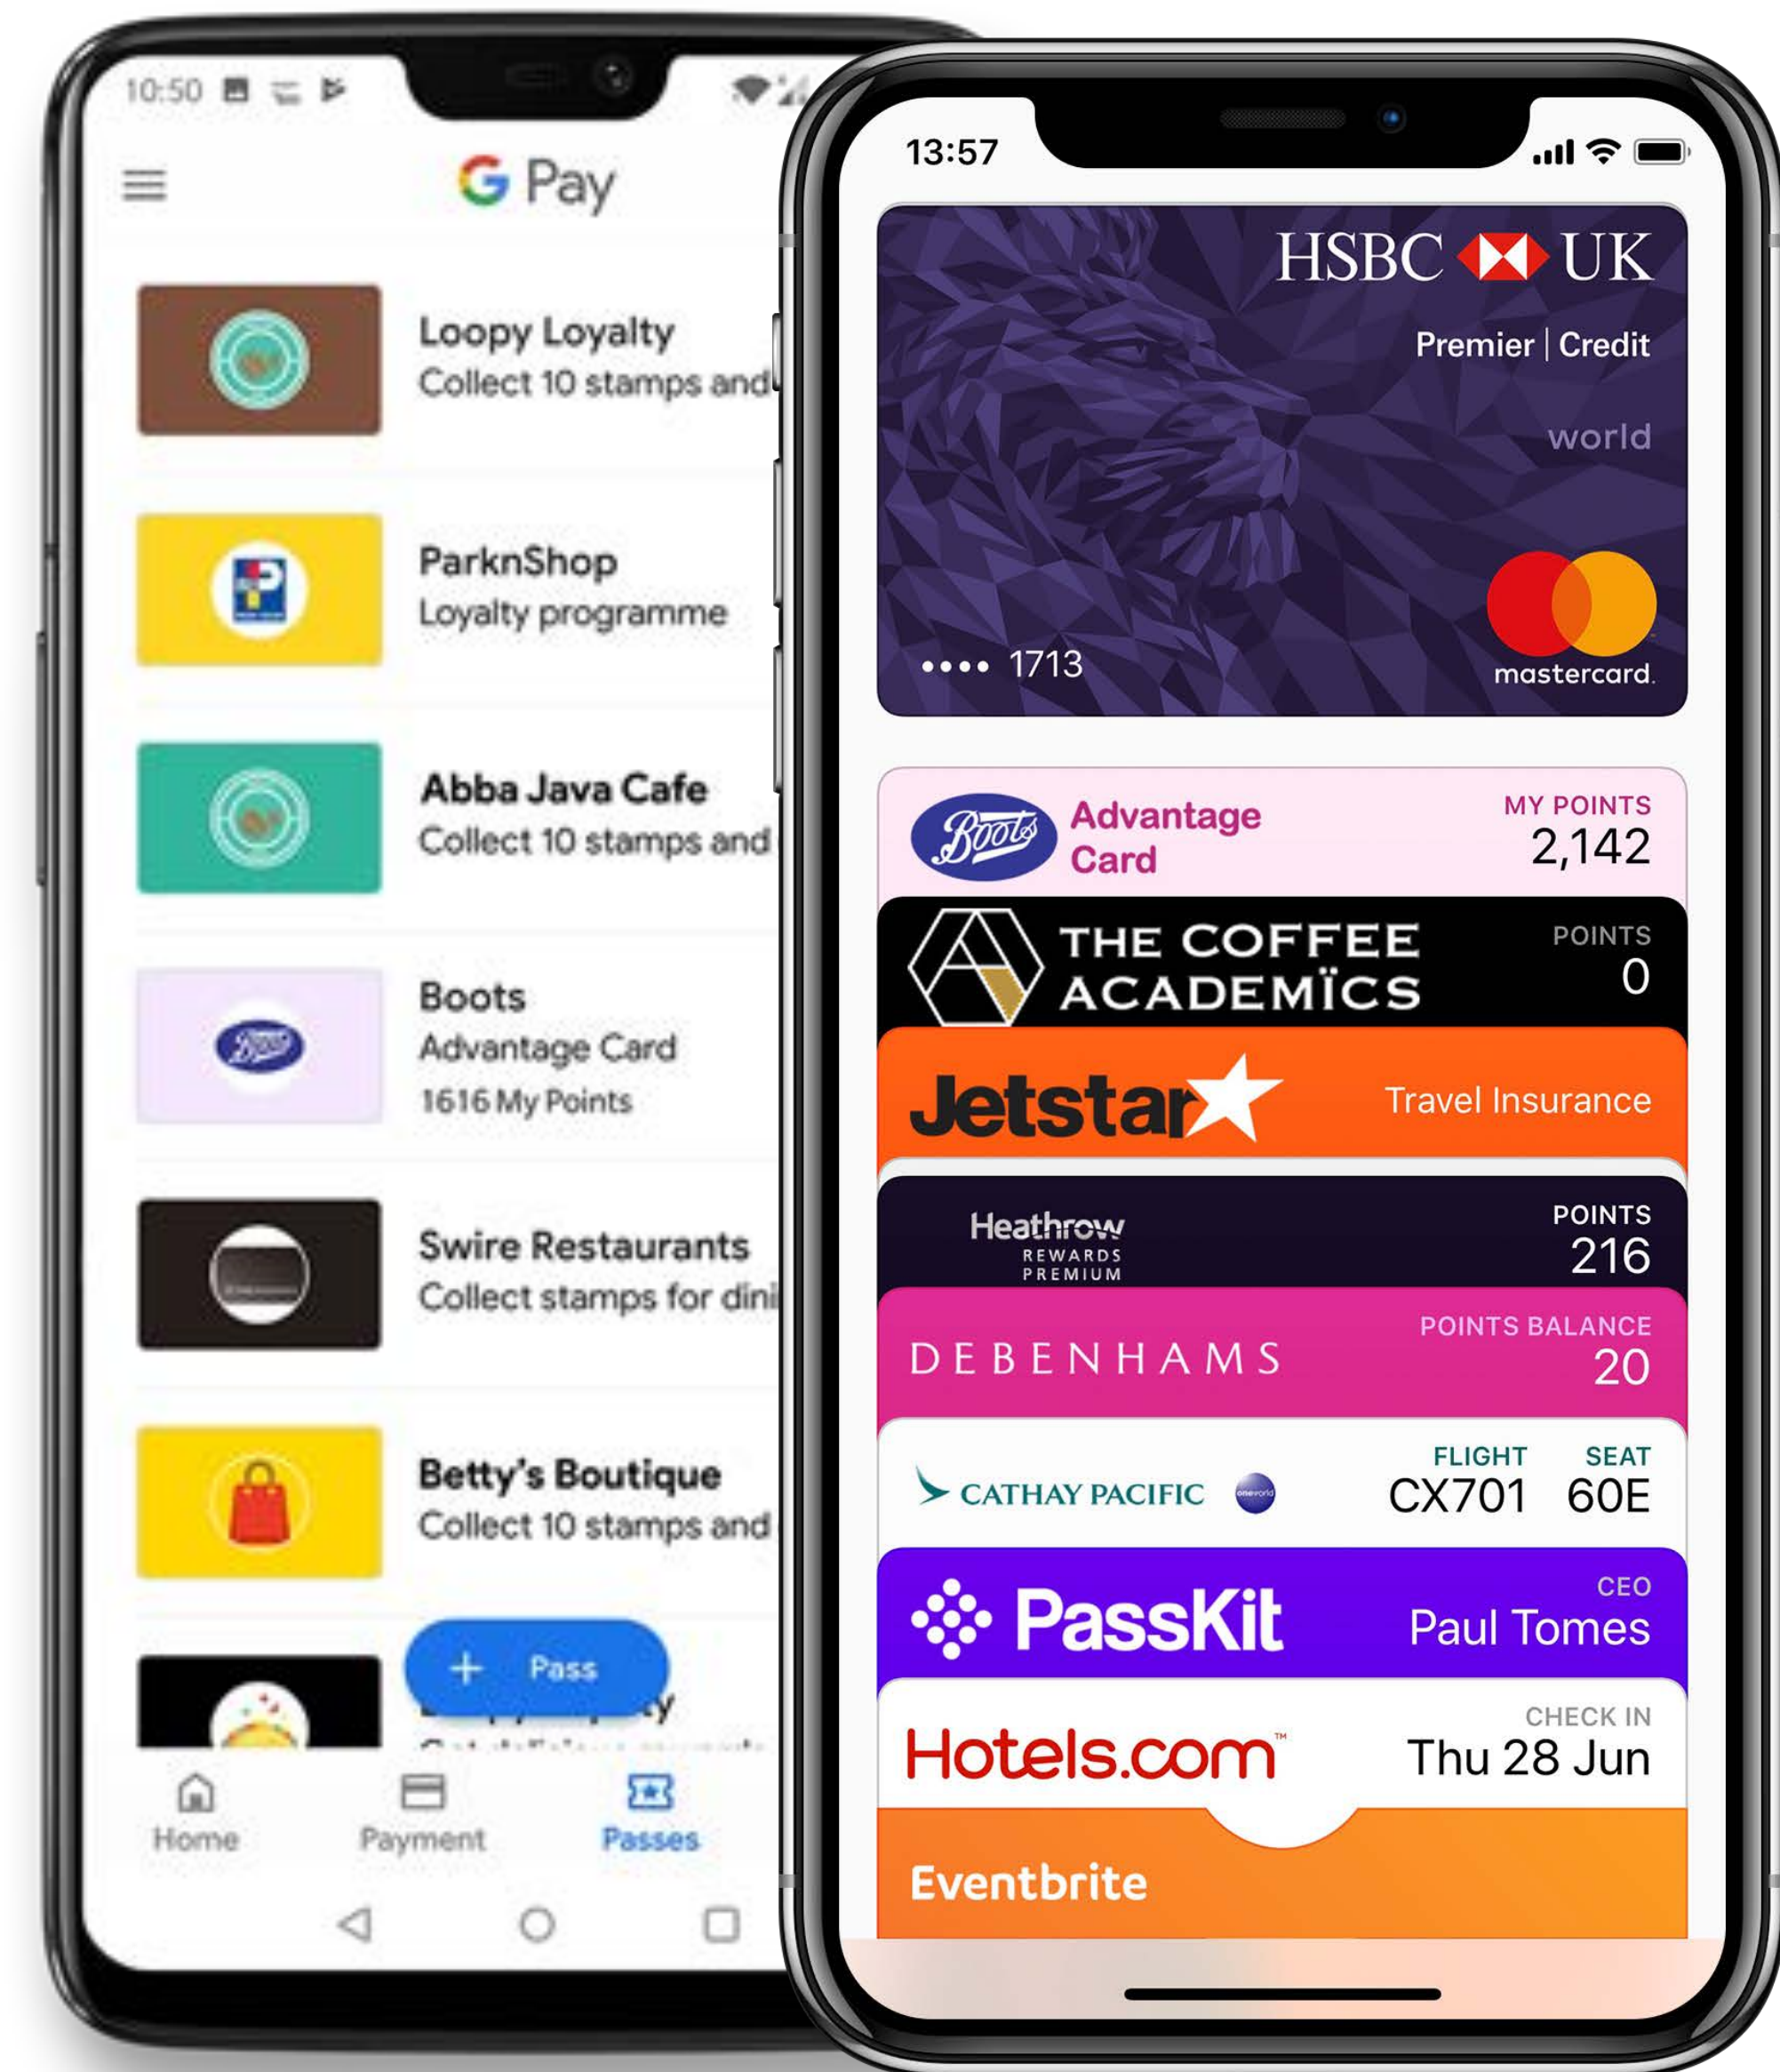 10:50
G Pay
Loopy Loyalty
Collect 10 stamps and
ParknShop
Loyalty programme
Abba Java Cafe
Collect 10 stamps and
Boots
Boots
Advantage Card
1616 My Points
Swire Restaurants
Collect stamps for dini
Betty's Boutique
Collect 10 stamps and
+ Pass
Home
Payment
Passes
13:57
HSBC UK
Premier | Credit
world
•••• 1713
mastercard.
Boots
Advantage
Card
MY POINTS
2,142
THE COFFEE
ACADEMÏCS
POINTS
0
Jetstar
Travel Insurance
Heathrow
REWARDS
PREMIUM
POINTS
216
DEBENHAMS
POINTS BALANCE
20
CATHAY PACIFIC
oneworld
FLIGHT
CX701
SEAT
60E
PassKit
CEO
Paul Tomes
Hotels.com™
CHECK IN
Thu 28 Jun
Eventbrite